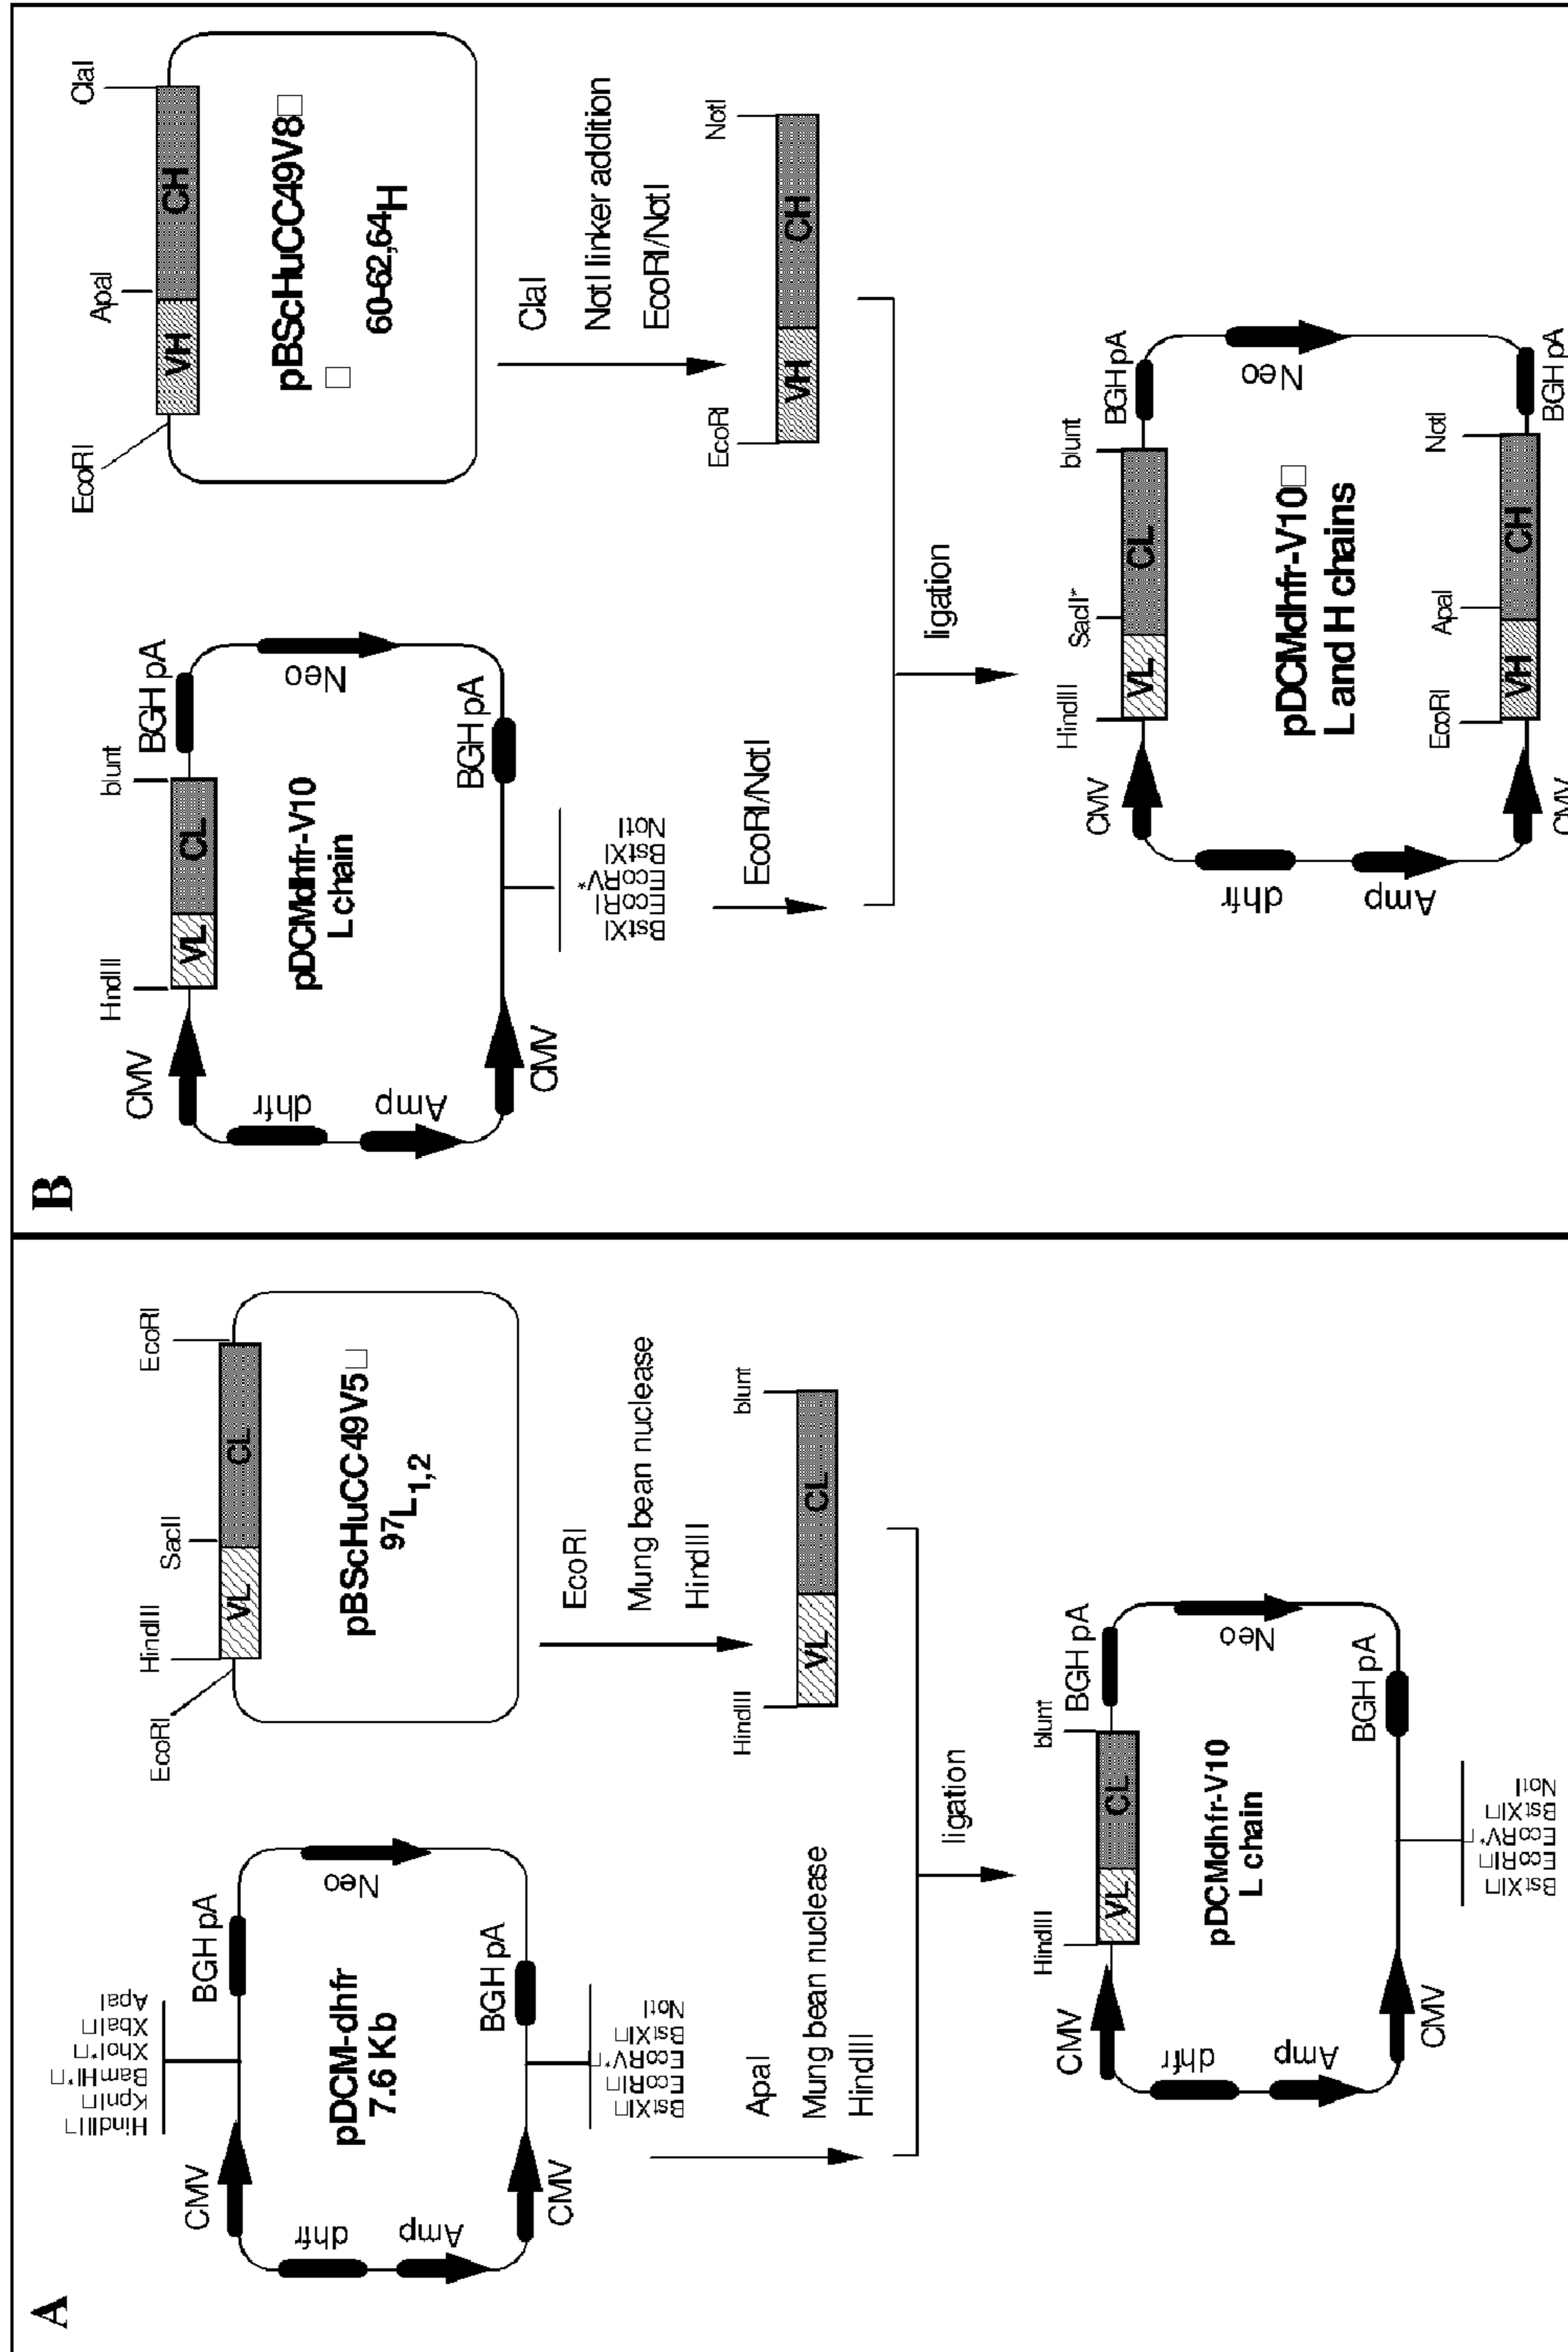 A
HindIII
KpnI
BamHI*
XhoI*
XbaI
ApaI
CMV
BGH pA
pDCM-dhfr
7.6 Kb
dhfr
Amp
Neo
CMV
BGH pA
BstXI
EcoRI
EcoRV*
BstXI
NotI
ApaI
Mung bean nuclease
HindIII
EcoRI
HindIII
SacII
EcoRI
VL
CL
pBScHuCC49V5
97L1,2
EcoRI
Mung bean nuclease
HindIII
HindIII
blunt
VL
CL
ligation
HindIII
blunt
CMV
VL
CL
BGH pA
pDCMdhfr-V10
L chain
dhfr
Amp
Neo
CMV
BGH pA
BstXI
EcoRI
EcoRV*
BstXI
NotI
B
HindIII
blunt
CMV
VL
CL
BGH pA
pDCMdhfr-V10
L chain
dhfr
Amp
Neo
CMV
BGH pA
BstXI
EcoRI
EcoRV*
BstXI
NotI
EcoRI/NotI
EcoRI
ApaI
ClaI
VH
CH
pBScHuCC49V8
60-62,64H
ClaI
NotI linker addition
EcoRI/NotI
EcoRI
NotI
VH
CH
ligation
HindIII
SacII*
blunt
CMV
VL
CL
BGH pA
pDCMdhfr-V10
L and H chains
dhfr
Amp
Neo
EcoRI
ApaI
NotI
CMV
VH
CH
BGH pA